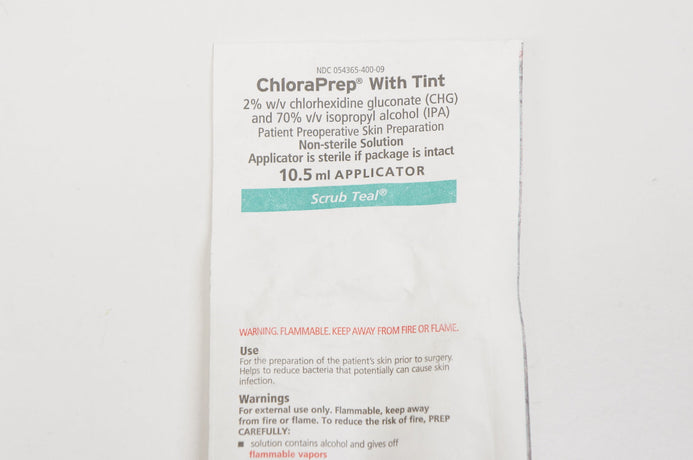 NDC 054365-400-09
ChloraPrep® With Tint
2% w/v chlorhexidine gluconate (CHG)
and 70% v/v isopropyl alcohol (IPA)
Patient Preoperative Skin Preparation
Non-sterile Solution
Applicator is sterile if package is intact
10.5 ml APPLICATOR
Scrub Teal®
WARNING. FLAMMABLE. KEEP AWAY FROM FIRE OR FLAME.
Use
For the preparation of the patient's skin prior to surgery.
Helps to reduce bacteria that potentially can cause skin
infection.
Warnings
For external use only. Flammable, keep away
from fire or flame. To reduce the risk of fire, PREP
CAREFULLY:
■ solution contains alcohol and gives off
flammable vapors